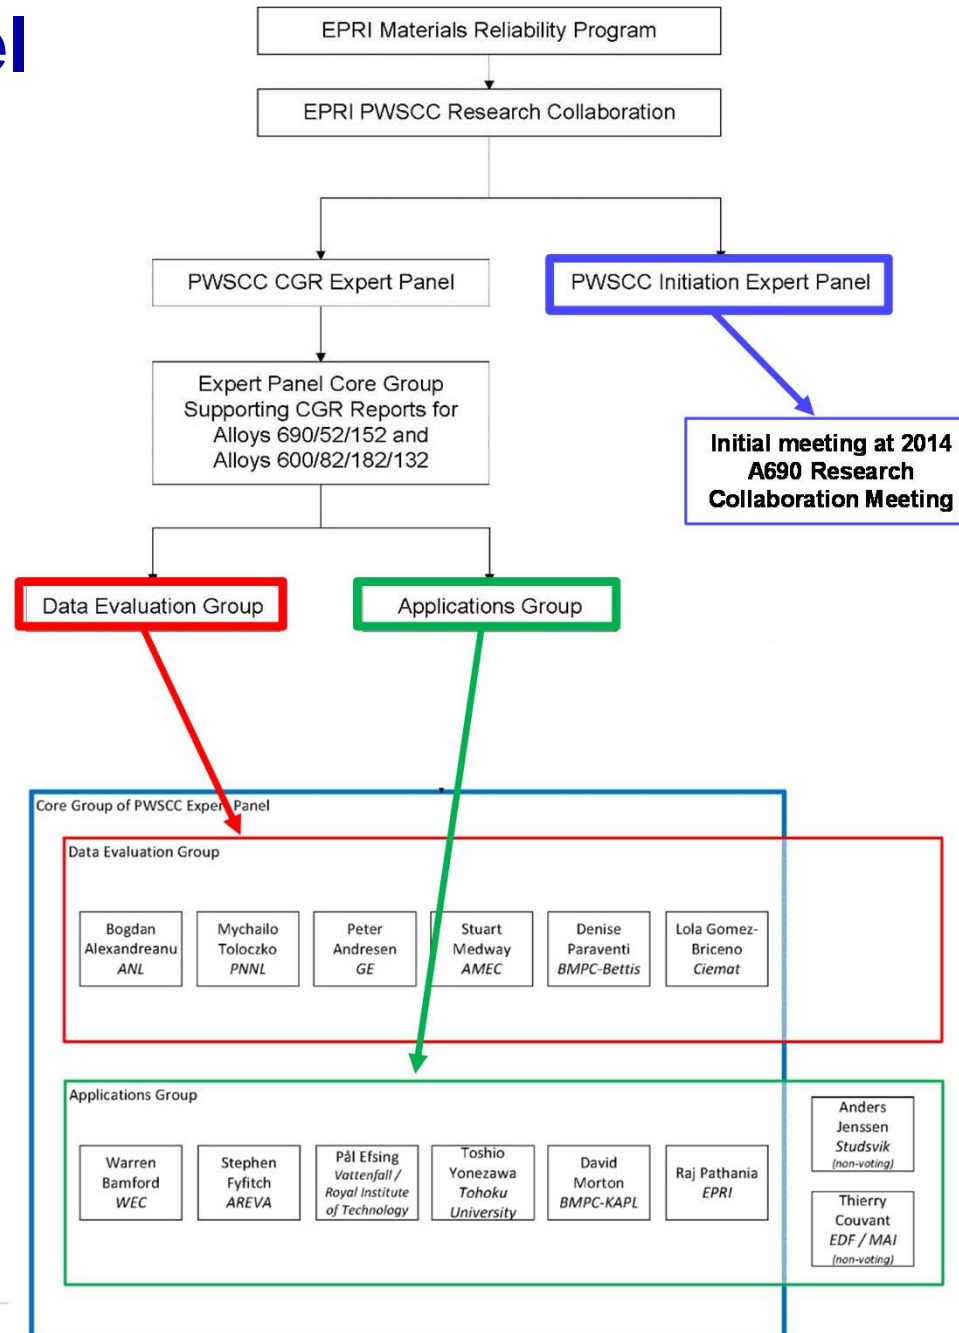 el
EPRI Materials Reliability Program
EPRI PWSCC Research Collaboration
PWSCC CGR Expert Panel
PWSCC Initiation Expert Panel
Expert Panel Core Group
Supporting CGR Reports for
Alloys 690/52/152 and
Alloys 600/82/182/132
Initial meeting at 2014
A690 Research
Collaboration Meeting
Data Evaluation Group
Applications Group
Core Group of PWSCC Expert Panel
Data Evaluation Group
Bogdan
Alexandreanu
ANL
Mychailo
Toloczko
PNNL
Peter
Andresen
GE
Stuart
Medway
AMEC
Denise
Paraventi
BMPC-Bettis
Lola Gomez-
Briceno
Ciemat
Applications Group
Warren
Bamford
WEC
Stephen
Fyfitch
AREVA
Pål Efsing
Vattenfall /
Royal Institute
of Technology
Toshio
Yonezawa
Tohoku
University
David
Morton
BMPC-KAPL
Raj Pathania
EPRI
Anders
Jenssen
Studsvik
(non-voting)
Thierry
Couvant
EDF / MAI
(non-voting)